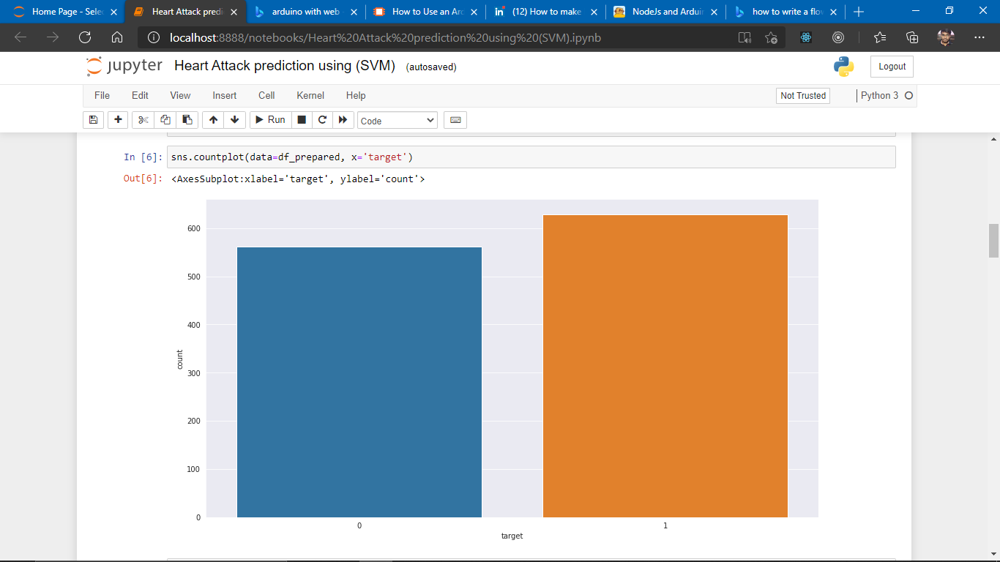 Home Page - Selec
Heart Attack predi
arduino with web
How to Use an Ar
(12) How to make
NodeJs and Arduin
how to write a flow
localhost:8888/notebooks/Heart%20Attack%20prediction%20using%20(SVM).ipynb
jupyter Heart Attack prediction using (SVM) (autosaved)
Logout
File Edit View Insert Cell Kernel Help
Not Trusted
Python 3
Run
Code
In [6]: sns.countplot(data=df_prepared, x='target')
Out[6]: <AxesSubplot:xlabel='target', ylabel='count'>
600
500
400
300
200
100
0
count
0 1
target